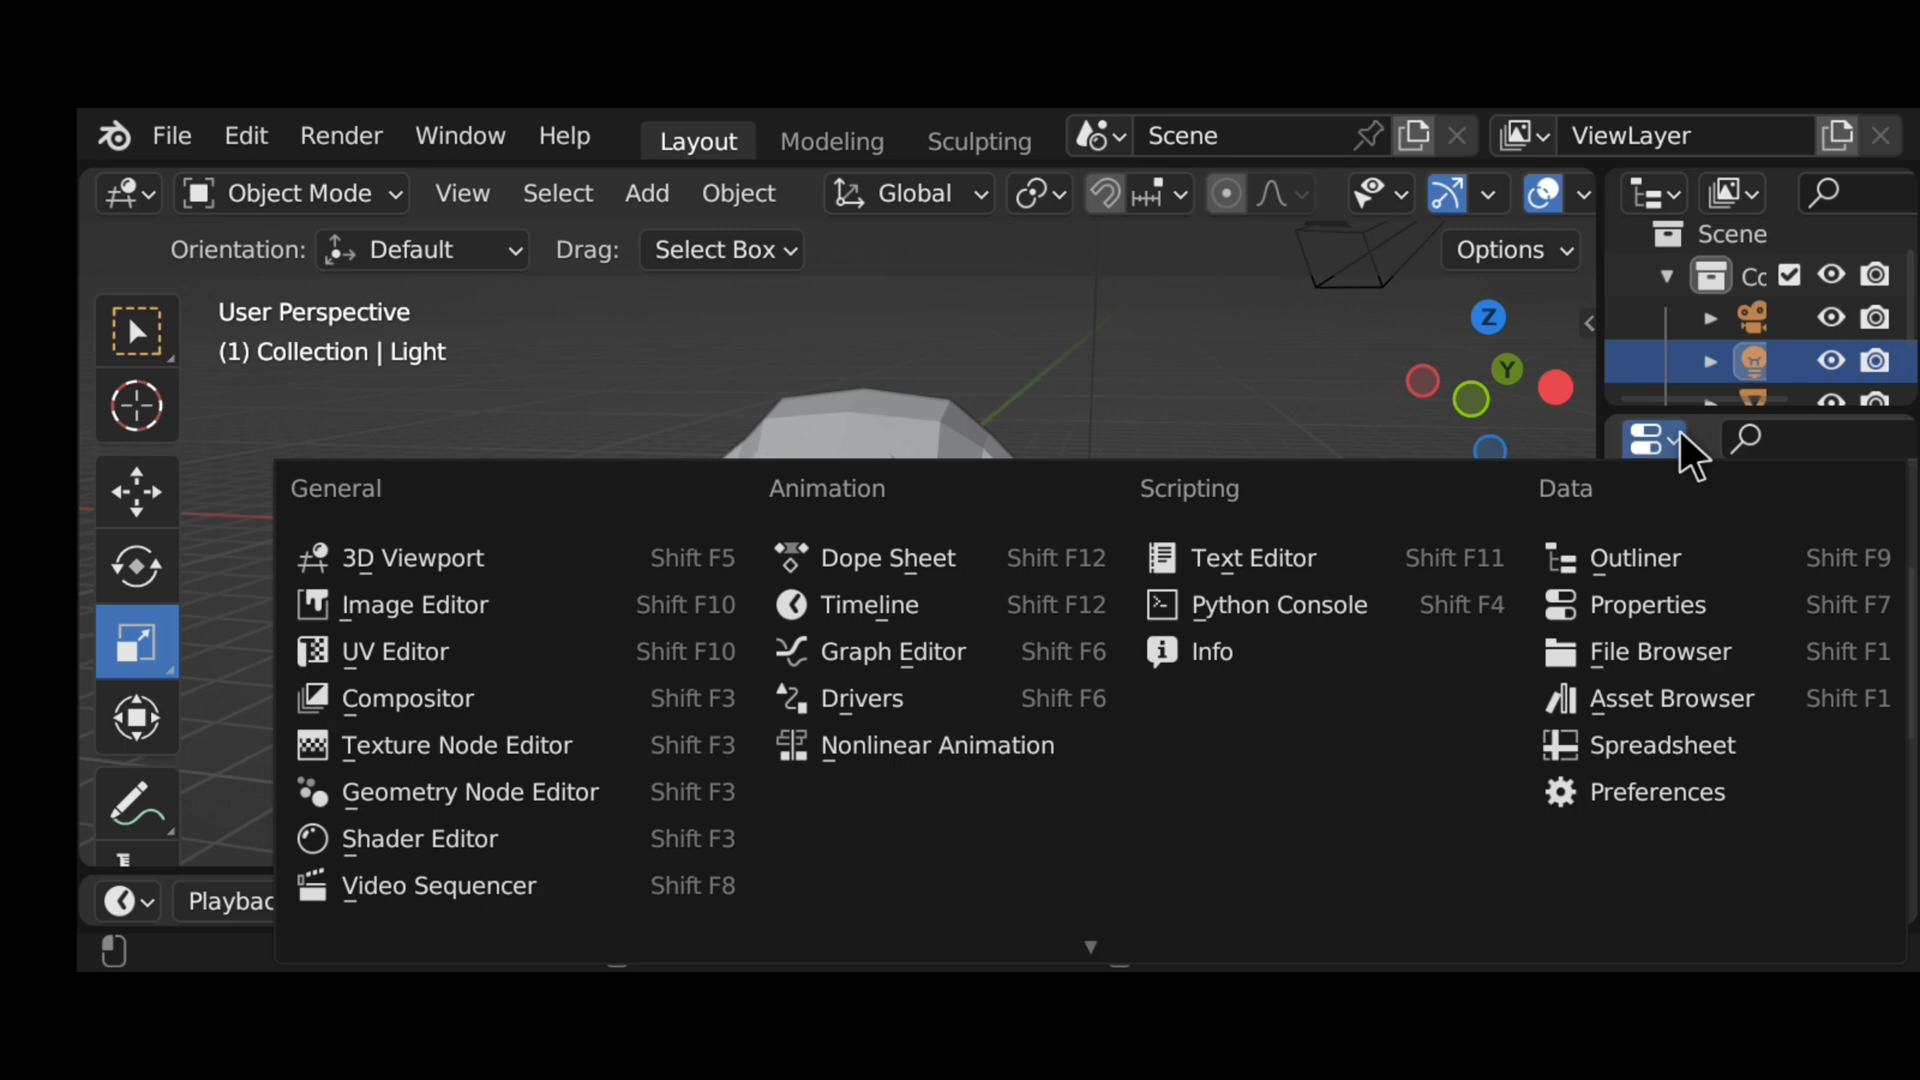 File Edit Render Window Help Layout Modeling Sculpting Scene ViewLayer
Object Mode View Select Add Object Global
Orientation: Default Drag: Select Box Options
Scene
User Perspective
(1) Collection | Light
Z
Y
General Animation Scripting Data
3D Viewport Shift F5 Dope Sheet Shift F12 Text Editor Shift F11 Outliner Shift F9
Image Editor Shift F10 Timeline Shift F12 Python Console Shift F4 Properties Shift F7
UV Editor Shift F10 Graph Editor Shift F6 Info File Browser Shift F1
Compositor Shift F3 Drivers Shift F6 Asset Browser Shift F1
Texture Node Editor Shift F3 Nonlinear Animation Spreadsheet
Geometry Node Editor Shift F3 Preferences
Shader Editor Shift F3
Video Sequencer Shift F8